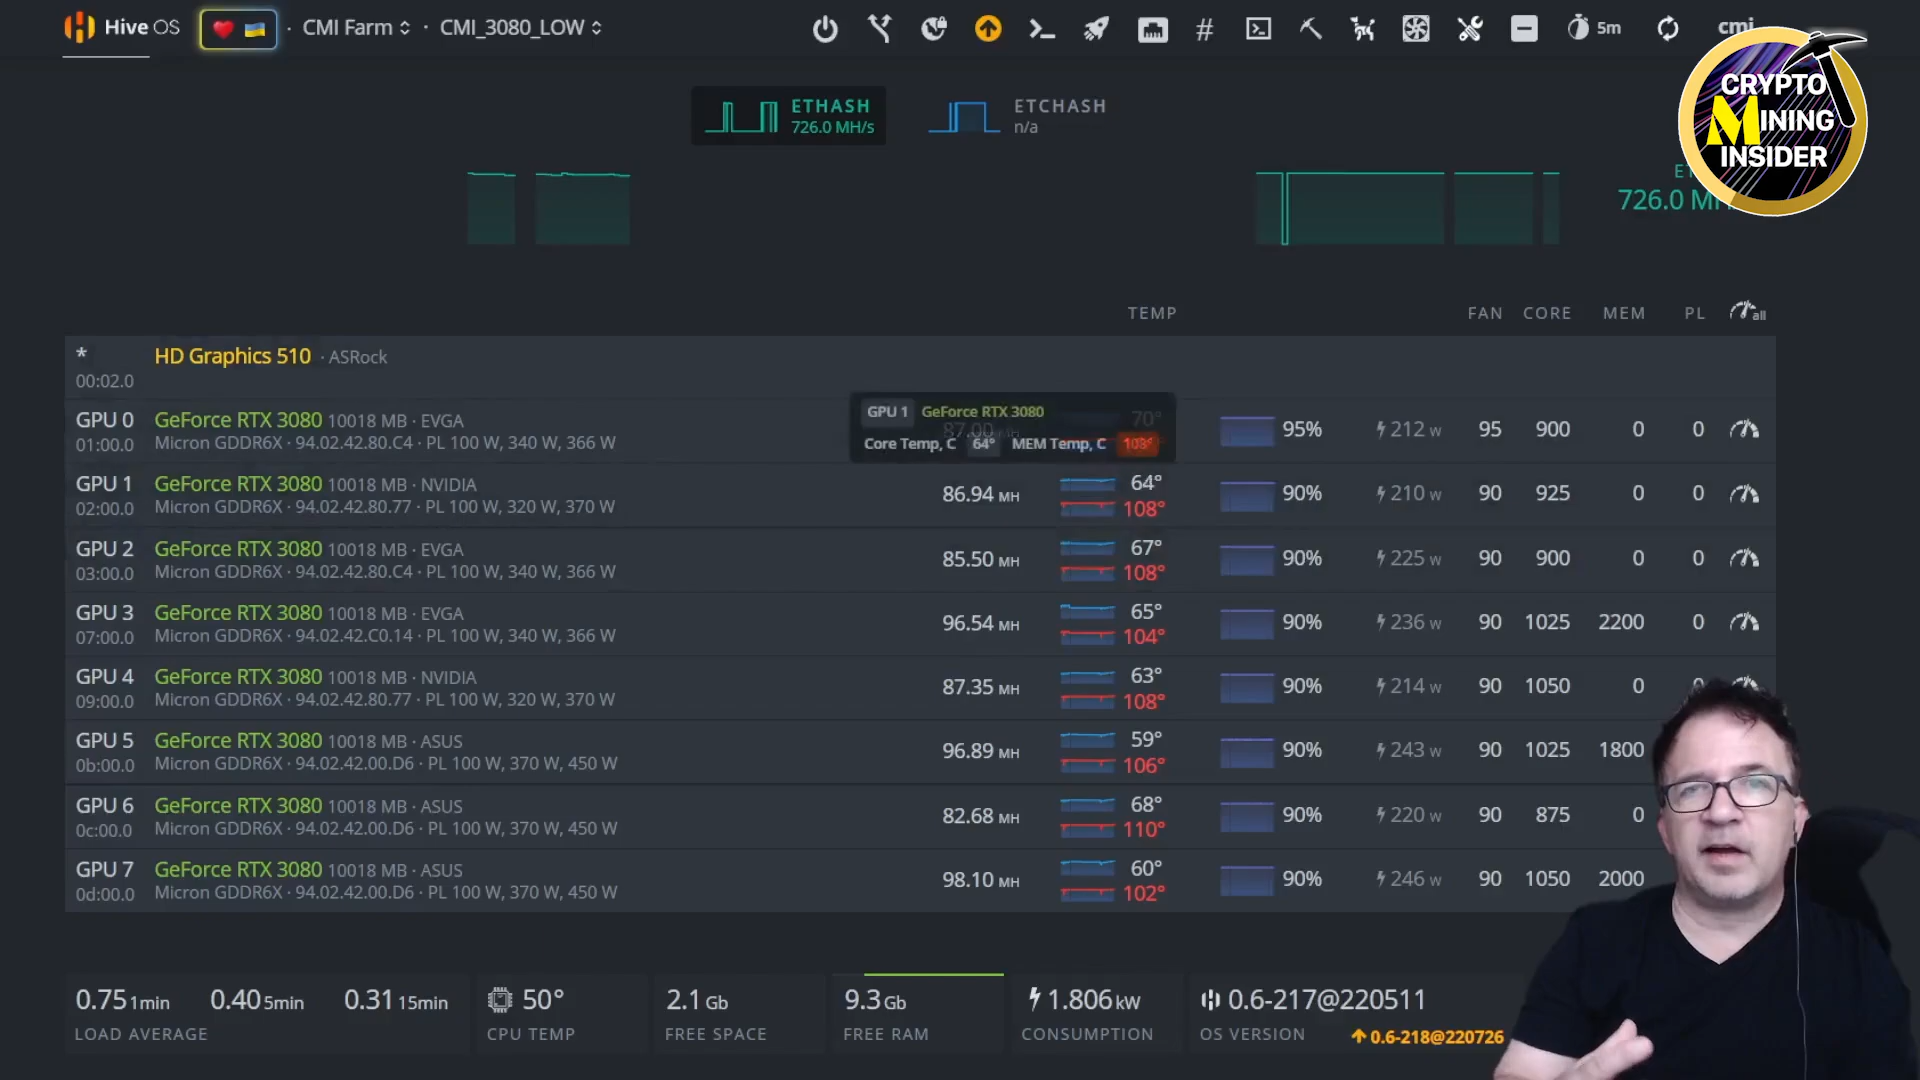 Hive OS · CMI Farm · CMI_3080_LOW # 5m cmi
CRYPTO
MINING
INSIDER
ETHASH
726.0 MH/s
ETCHASH
n/a
726.0
TEMP FAN CORE MEM PL all
* HD Graphics 510 · ASRock
00:02.0
GPU 0 GeForce RTX 3080 10018 MB · EVGA 70° 95% 212 w 95 900 0 0
01:00.0 Micron GDDR6X · 94.02.42.80.C4 · PL 100 W, 340 W, 366 W 87.00
GPU 1 GeForce RTX 3080
Core Temp, C 64° MEM Temp, C 108°
GPU 1 GeForce RTX 3080 10018 MB · NVIDIA 86.94 MH 64° 90% 210 w 90 925 0 0
02:00.0 Micron GDDR6X · 94.02.42.80.77 · PL 100 W, 320 W, 370 W 108°
GPU 2 GeForce RTX 3080 10018 MB · EVGA 85.50 MH 67° 90% 225 w 90 900 0 0
03:00.0 Micron GDDR6X · 94.02.42.80.C4 · PL 100 W, 340 W, 366 W 108°
GPU 3 GeForce RTX 3080 10018 MB · EVGA 96.54 MH 65° 90% 236 w 90 1025 2200 0
07:00.0 Micron GDDR6X · 94.02.42.C0.14 · PL 100 W, 340 W, 366 W 104°
GPU 4 GeForce RTX 3080 10018 MB · NVIDIA 87.35 MH 63° 90% 214 w 90 1050 0 0
09:00.0 Micron GDDR6X · 94.02.42.80.77 · PL 100 W, 320 W, 370 W 108°
GPU 5 GeForce RTX 3080 10018 MB · ASUS 96.89 MH 59° 90% 243 w 90 1025 1800
0b:00.0 Micron GDDR6X · 94.02.42.00.D6 · PL 100 W, 370 W, 450 W 106°
GPU 6 GeForce RTX 3080 10018 MB · ASUS 82.68 MH 68° 90% 220 w 90 875 0
0c:00.0 Micron GDDR6X · 94.02.42.00.D6 · PL 100 W, 370 W, 450 W 110°
GPU 7 GeForce RTX 3080 10018 MB · ASUS 98.10 MH 60° 90% 246 w 90 1050 2000
0d:00.0 Micron GDDR6X · 94.02.42.00.D6 · PL 100 W, 370 W, 450 W 102°
0.75 1min 0.40 5min 0.31 15min 50° 2.1 Gb 9.3 Gb 1.806 kW 0.6-217@220511
LOAD AVERAGE CPU TEMP FREE SPACE FREE RAM CONSUMPTION OS VERSION 0.6-218@220726